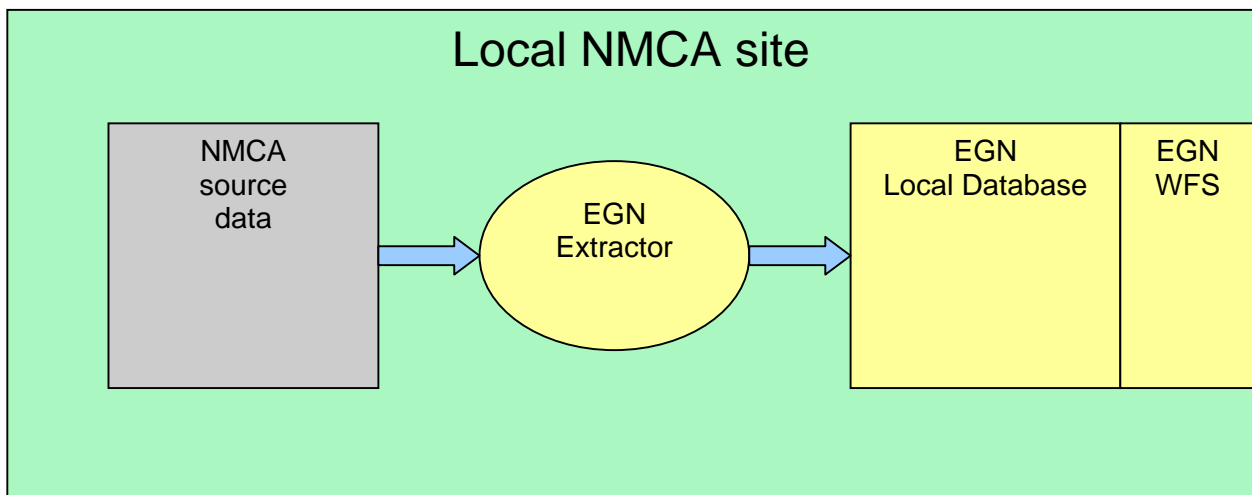 Local NMCA site
NMCA
source
data
EGN
Extractor
EGN
Local Database
EGN
WFS